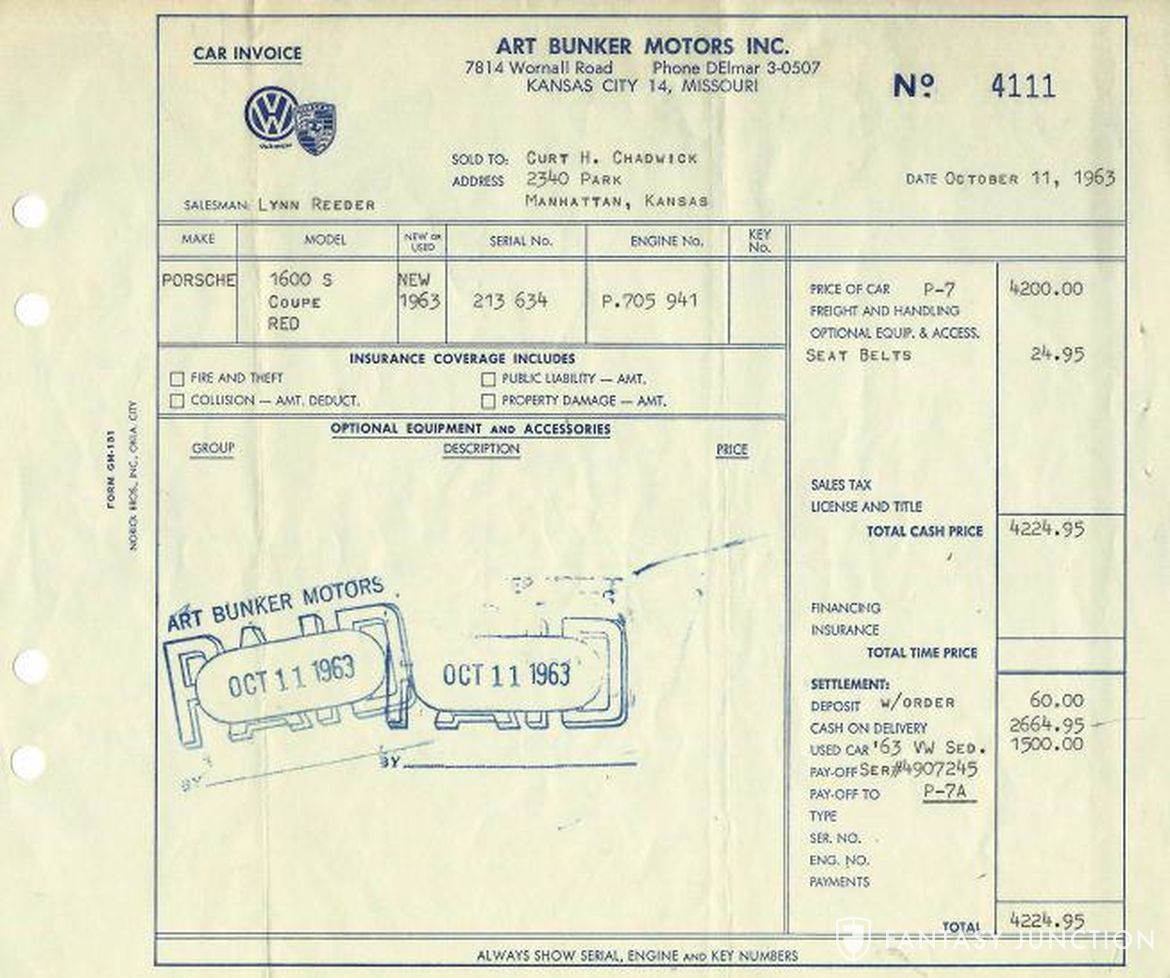 CAR INVOICE
ART BUNKER MOTORS INC.
7814 Wornall Road Phone DElmar 3-0507
KANSAS CITY 14, MISSOURI
Nº 4111
SOLD TO: CURT H. CHADWICK
ADDRESS 2340 PARK
MANHATTAN, KANSAS
DATE OCTOBER 11, 1963
SALESMAN: LYNN REEDER
MAKE MODEL NEW OR USED SERIAL No. ENGINE No. KEY No.
PORSCHE 1600 S NEW
COUPE 1963 213 634 P.705 941
RED
INSURANCE COVERAGE INCLUDES
FIRE AND THEFT PUBLIC LIABILITY — AMT.
COLLISION — AMT. DEDUCT. PROPERTY DAMAGE — AMT.
OPTIONAL EQUIPMENT AND ACCESSORIES
GROUP DESCRIPTION PRICE
PRICE OF CAR P-7 4200.00
FREIGHT AND HANDLING
OPTIONAL EQUIP. & ACCESS.
SEAT BELTS 24.95
SALES TAX
LICENSE AND TITLE
TOTAL CASH PRICE 4224.95
FINANCING
INSURANCE
TOTAL TIME PRICE
SETTLEMENT:
DEPOSIT W/ORDER 60.00
CASH ON DELIVERY 2664.95
USED CAR '63 VW SED. 1500.00
PAY-OFF SER#4907245
PAY-OFF TO P-7A
TYPE
SER. NO.
ENG. NO.
PAYMENTS
TOTAL 4224.95
ART BUNKER MOTORS
PAID PAID
OCT 11 1963 OCT 11 1963
BY BY
FORM GM-181
NORICK BROS., INC., OKLA. CITY
ALWAYS SHOW SERIAL, ENGINE AND KEY NUMBERS
FANTASY JUNCTION